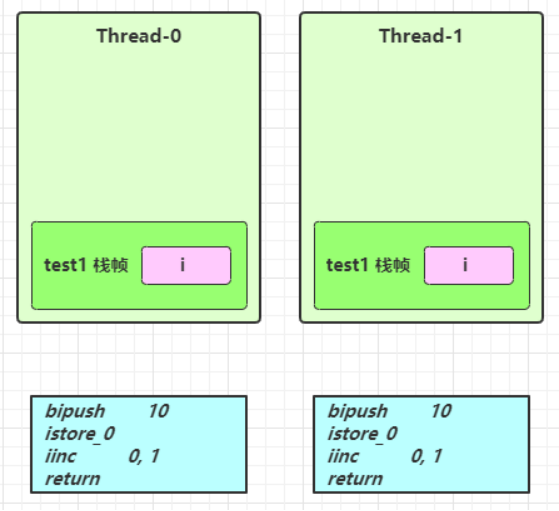 Thread-0
Thread-1
test1 栈帧
i
test1 栈帧
i
bipush 10
istore_0
iinc 0, 1
return
bipush 10
istore_0
iinc 0, 1
return